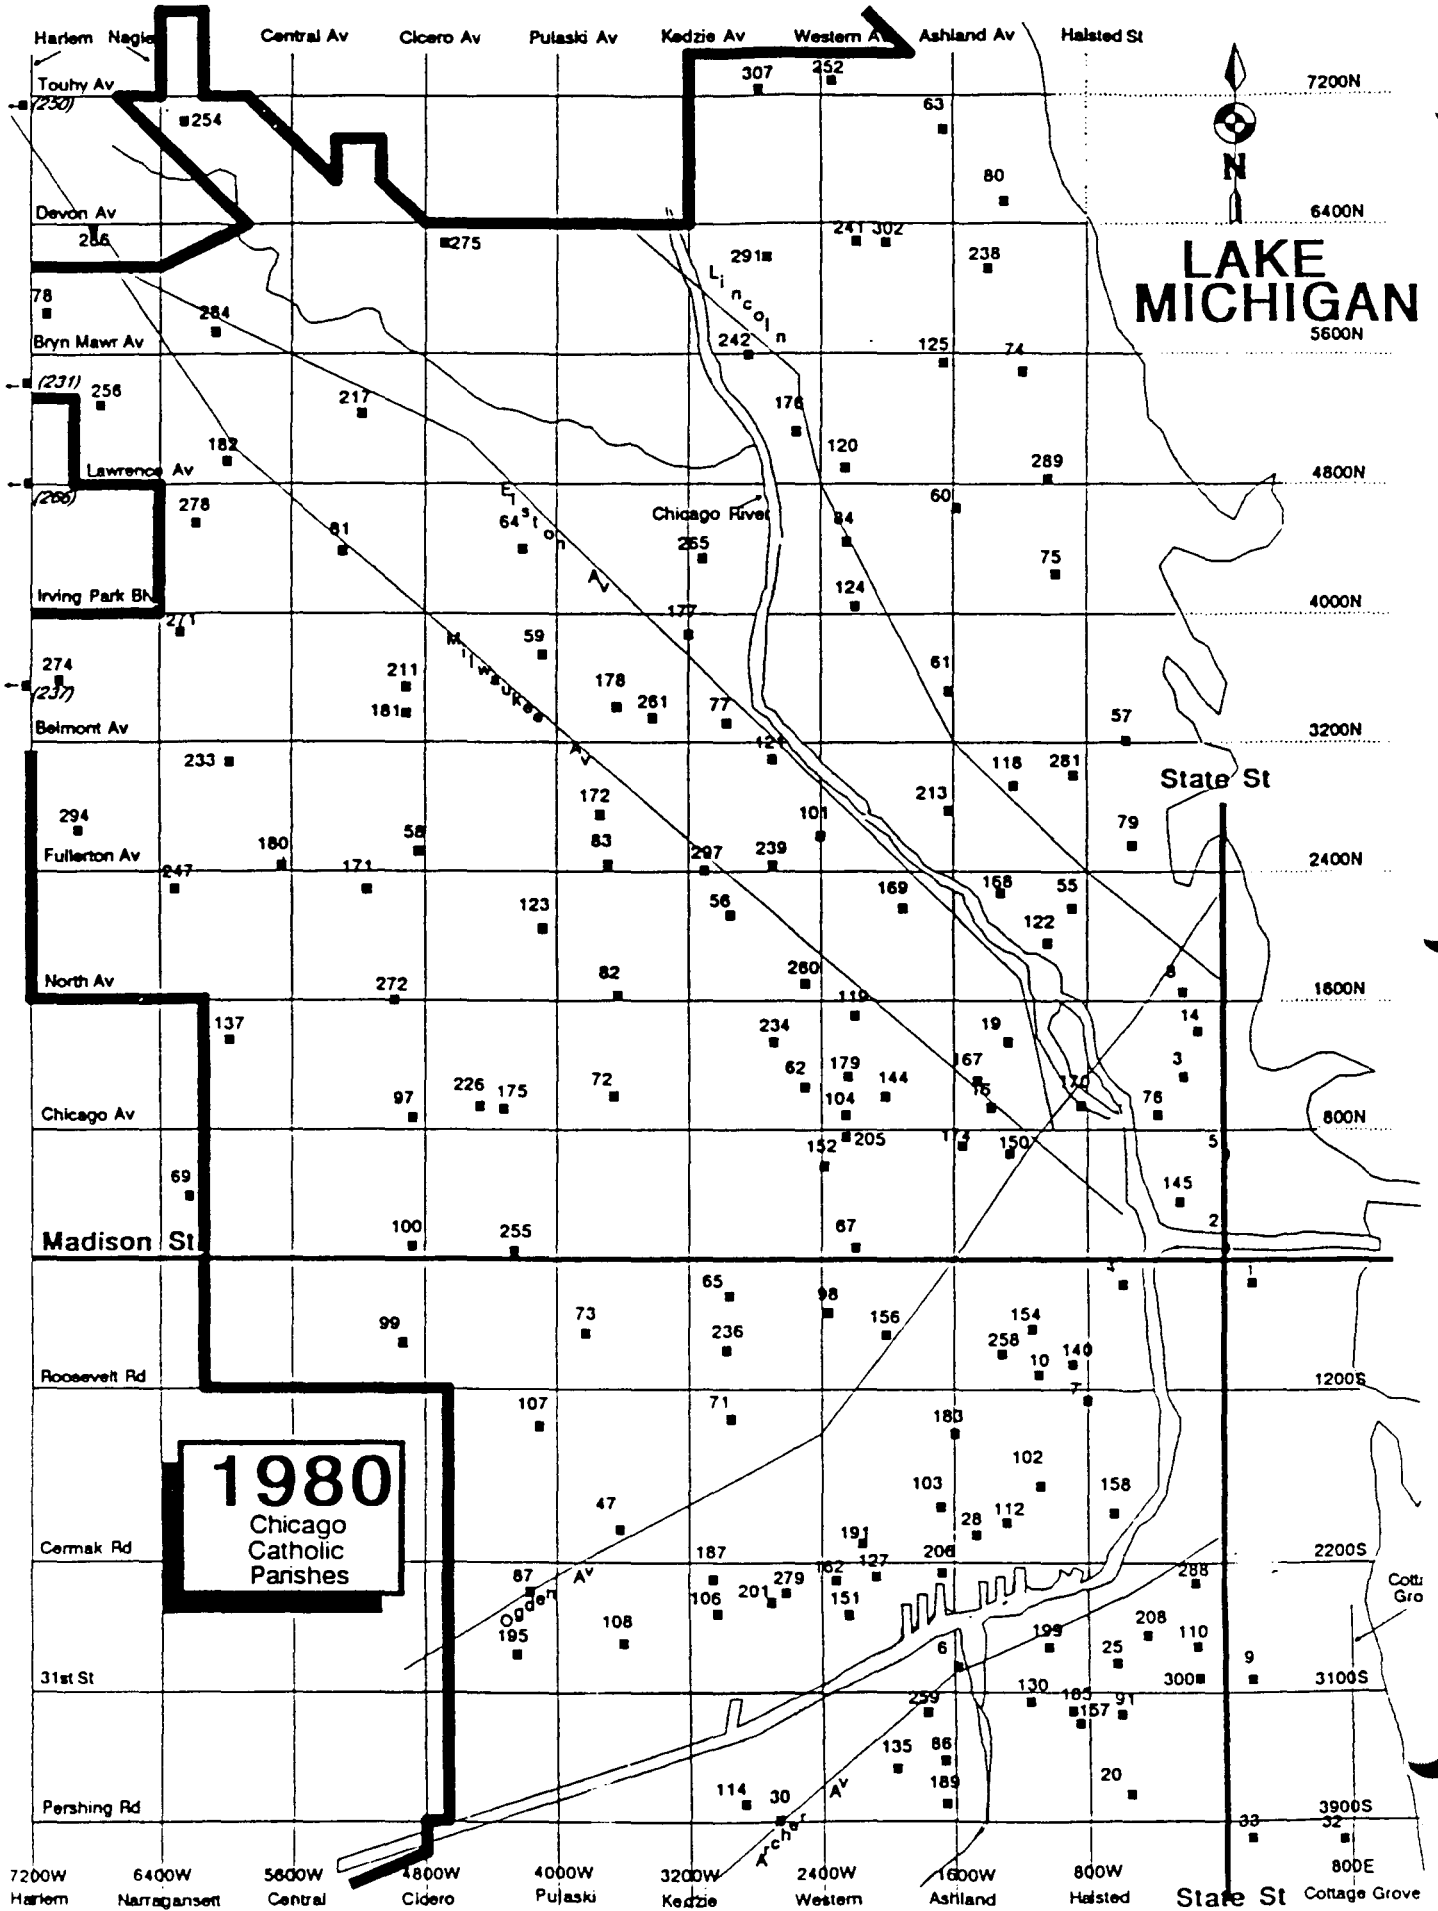 Harlem Nagle Central Av Cicero Av Pulaski Av Kedzie Av Western Av Ashland Av Halsted St
307 252
Touhy Av 7200N
(250)
254 63
80
N
Devon Av 6400N
286 275 241 302
291 238
LAKE
MICHIGAN
Lincoln
78
284
Bryn Mawr Av 242 5600N
125 74
(231)
256
217 176
182 120
Lawrence Av 289 4800N
(266)
278 60
Elston Av
64 Chicago River
81 84
265 75
Irving Park Bl 124 4000N
271 177
59
Milwaukee Av
274 211 61
(237) 178
181 261 77 57
Belmont Av 3200N
121
233 118 281
State St
172 213
294 101 79
58
180 83 239
Fullerton Av 297 2400N
247 171 168
169 55
56
123 122
260 8
North Av 272 82 1600N
119
137 234 19 14
3
62 179 167
226 175 72 144
97 104 15 170 76
Chicago Av 800N
205 174 150 5
152
69 145
100 255 67 2
Madison St
4 1
65
98
73 154
99 236 156
258 140
10
Roosevelt Rd 1200S
7
107 71 183
1980
Chicago
Catholic
Parishes
102
47 103 158
112
28
191
Cermak Rd 206 2200S
187 162 127 288
87 279
Ogden Av
201
106 151
Cotta
Gro
108 208
195 199 110
25 9
6
31st St 300 3100S
130
259 185 91
157
135 86
20
189
114 30
Archer Av
Pershing Rd 3900S
33 32
7200W 6400W 5600W 4800W 4000W 3200W 2400W 1600W 800W 800E
Harlem Narragansett Central Cicero Pulaski Kedzie Western Ashland Halsted State St Cottage Grove